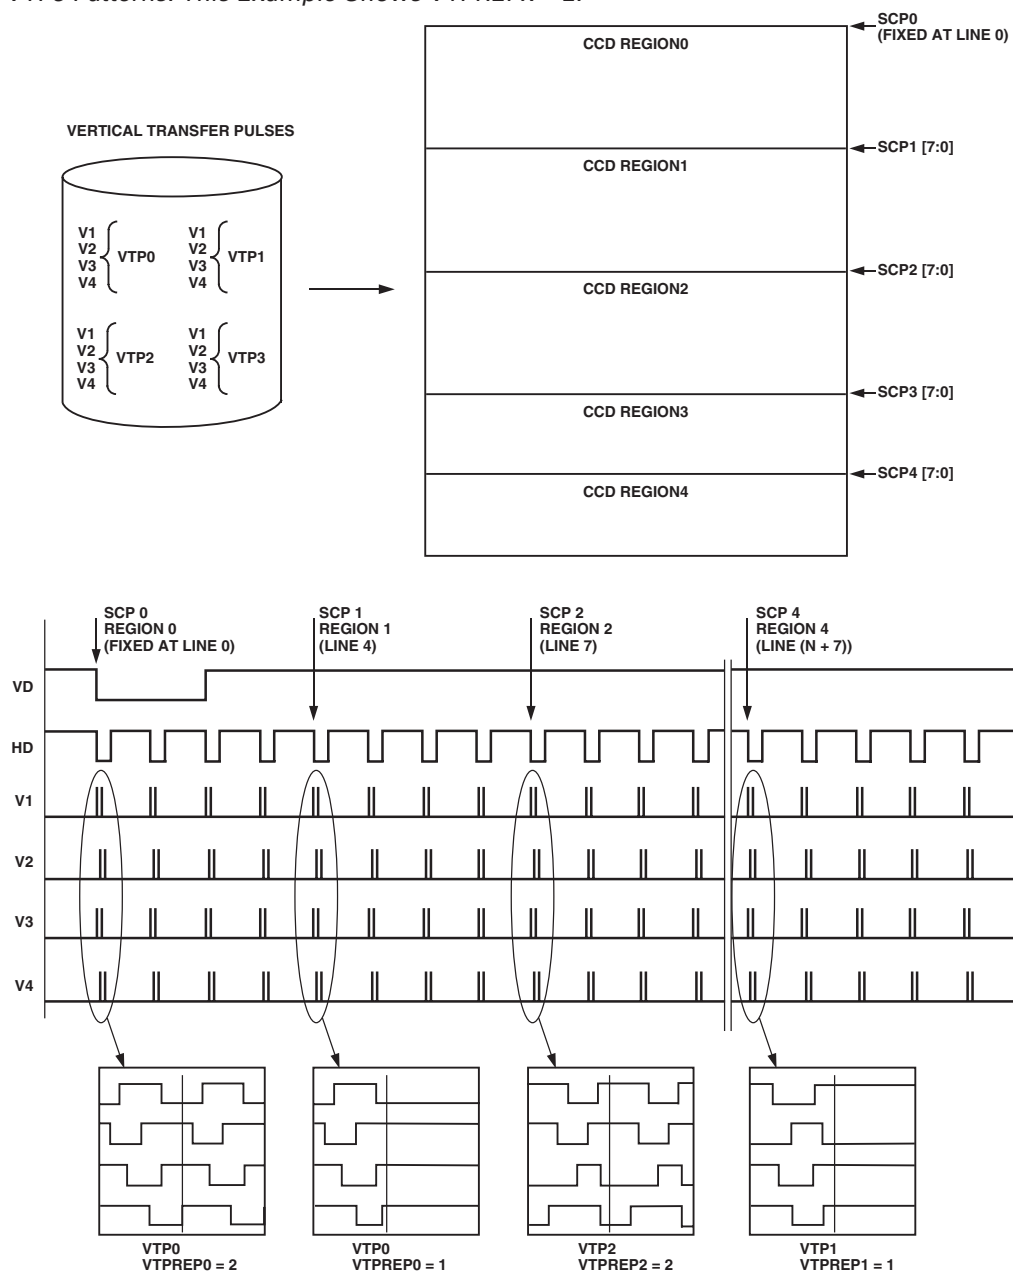 SCP0
(FIXED AT LINE 0)
CCD REGION0
VERTICAL TRANSFER PULSES
SCP1 [7:0]
CCD REGION1
V1
V2
V3
V4
VTP0
V1
V2
V3
V4
VTP1
SCP2 [7:0]
CCD REGION2
V1
V2
V3
V4
VTP2
V1
V2
V3
V4
VTP3
SCP3 [7:0]
CCD REGION3
SCP4 [7:0]
CCD REGION4
SCP 0
REGION 0
(FIXED AT LINE 0)
SCP 1
REGION 1
(LINE 4)
SCP 2
REGION 2
(LINE 7)
SCP 4
REGION 4
(LINE (N + 7))
VD
HD
V1
V2
V3
V4
VTP0
VTPREP0 = 2
VTP0
VTPREP0 = 1
VTP2
VTPREP2 = 2
VTP1
VTPREP1 = 1